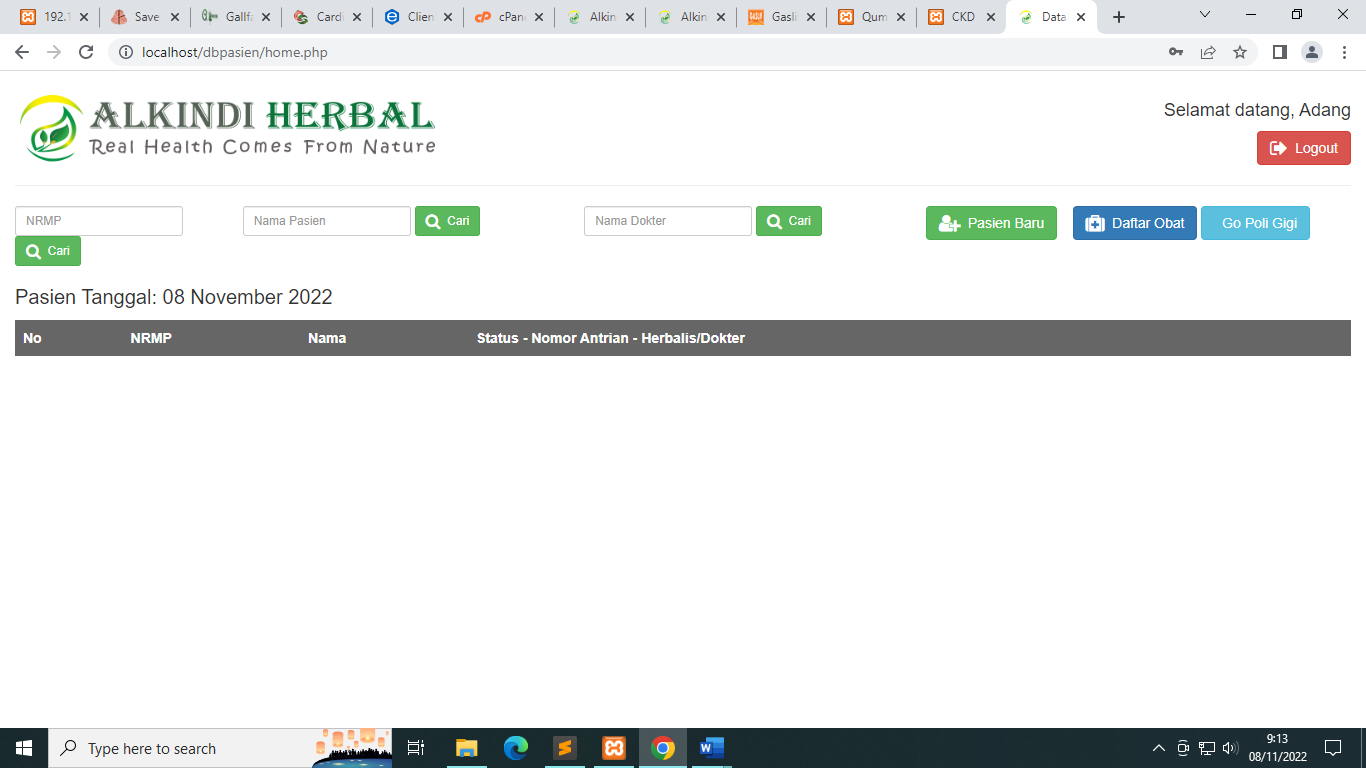 192.1 Save Gallfa Cardi Clien cPan Alkin Alkin Gasli Qum CKD Data
localhost/dbpasien/home.php
ALKINDI HERBAL
Real Health Comes From Nature
Selamat datang, Adang
Logout
NRMP Nama Pasien Cari Nama Dokter Cari Pasien Baru Daftar Obat Go Poli Gigi
Cari
Pasien Tanggal: 08 November 2022
No NRMP Nama Status - Nomor Antrian - Herbalis/Dokter
Type here to search
9:13
08/11/2022